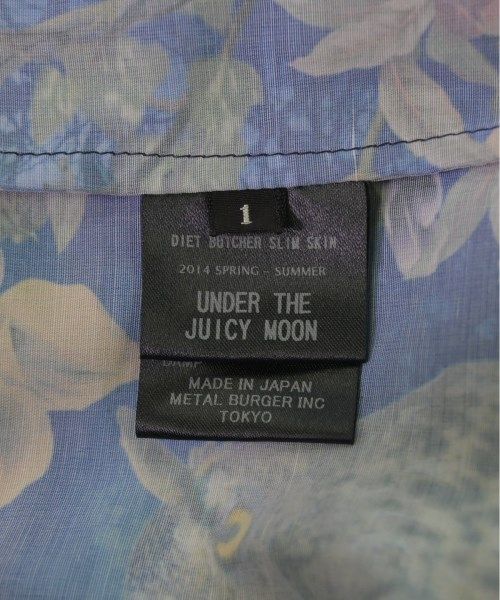 1
DIET BUTCHER SLIM SKIN
2014 SPRING - SUMMER
UNDER THE
JUICY MOON
MADE IN JAPAN
METAL BURGER INC
TOKYO